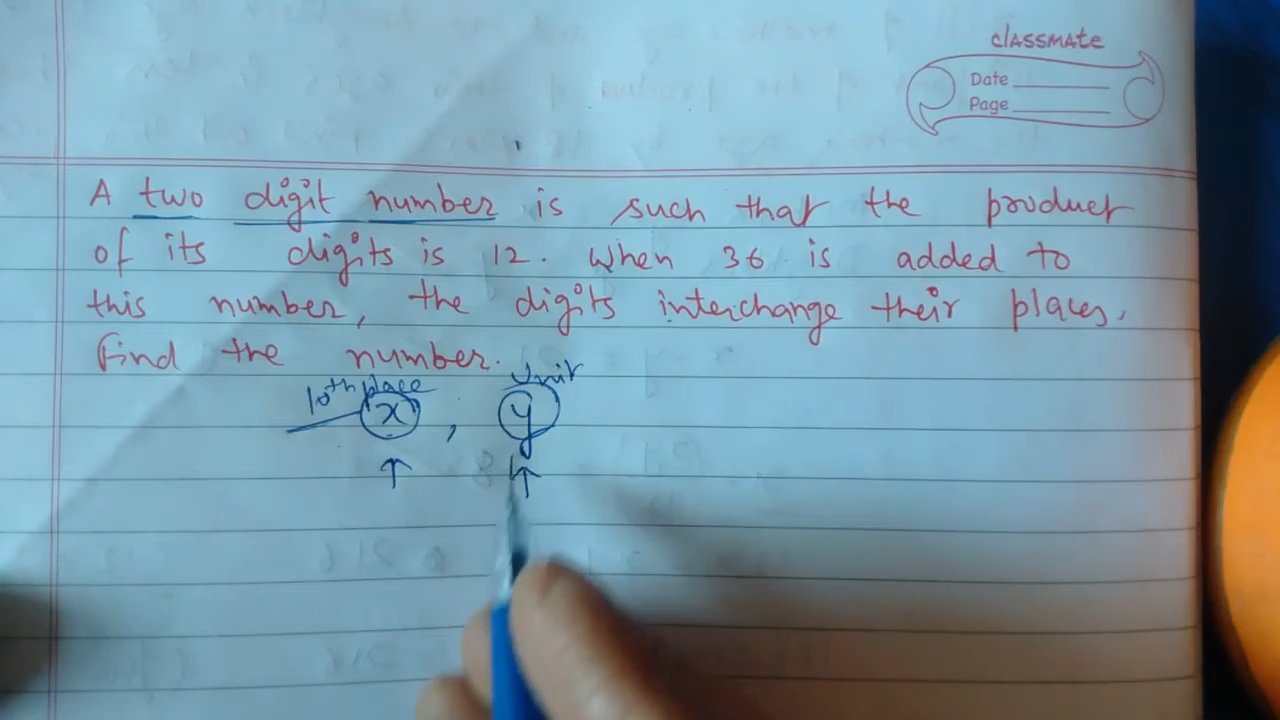 classmate
Date
Page
A two digit number is such that the product
of its digits is 12. When 36 is added to
this number, the digits interchange their places.
Find the number.
10th place unit
x , y